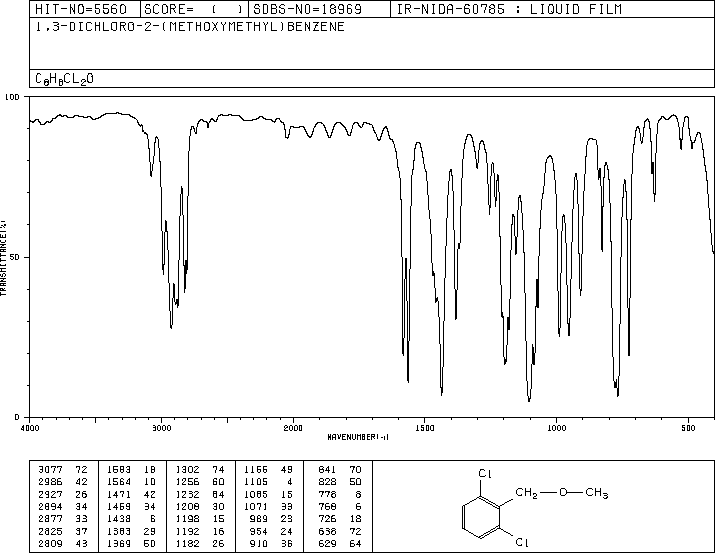 HIT-NO=5560 SCORE= ( ) SDBS-NO=18969 IR-NIDA-60785 : LIQUID FILM
1,3-DICHLORO-2-(METHOXYMETHYL)BENZENE
C8H8CL2O
100
50
0
TRANSMITTANCE(%)
4000 3000 2000 1500 1000 500
WAVENUMBER(-1)
3077 72 1583 18 1302 74 1155 49 841 70
2986 42 1564 10 1256 60 1105 4 828 50
2927 26 1471 42 1232 64 1085 15 778 8
2894 34 1459 34 1208 30 1071 33 768 6
2877 33 1438 6 1198 15 989 23 726 18
2825 37 1383 29 1192 16 954 24 638 72
2809 43 1369 50 1182 26 910 36 629 64
Cl
CH2 O CH3
Cl